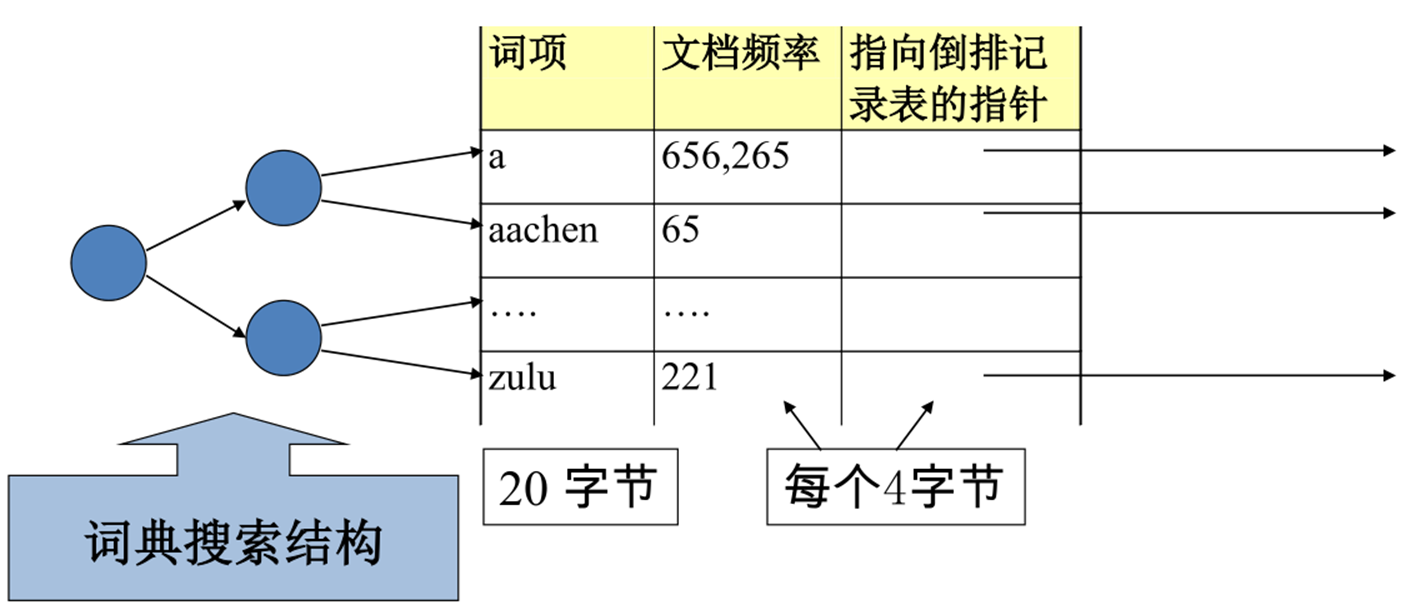 词项 文档频率 指向倒排记
录表的指针
a 656,265
aachen 65
…. ….
zulu 221
20 字节 每个4字节
词典搜索结构